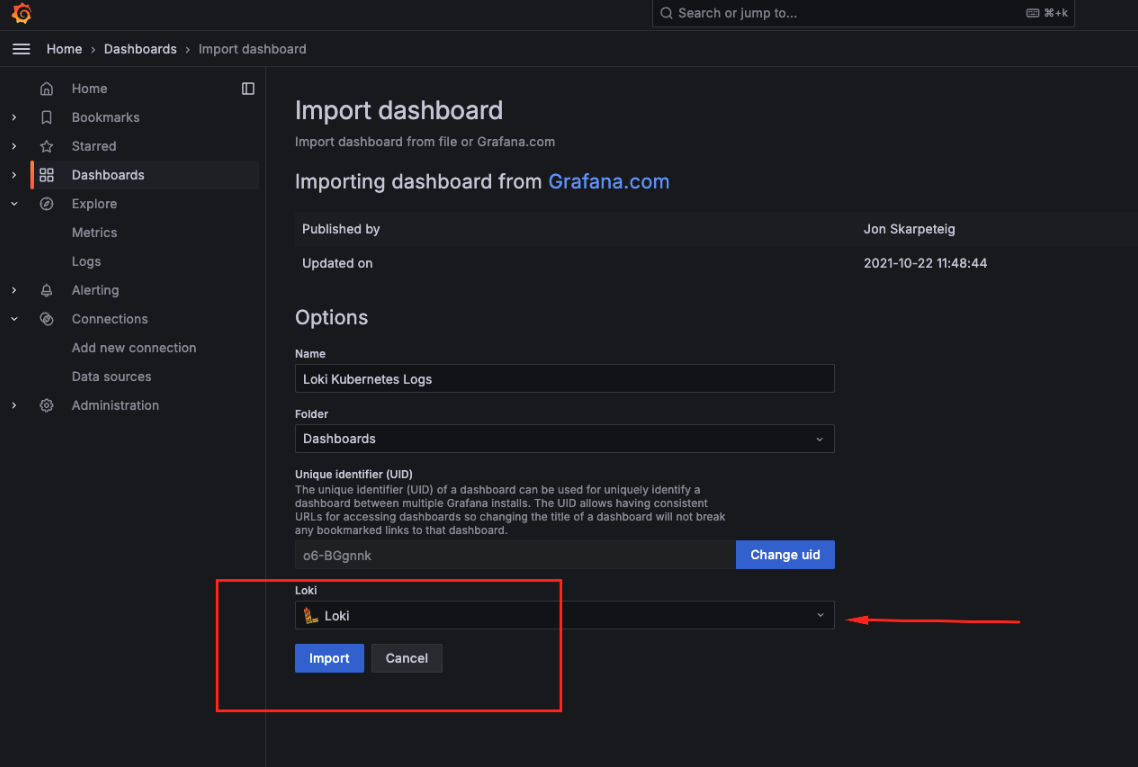 Search or jump to...
⌘+k
Home › Dashboards › Import dashboard
Home
Bookmarks
Starred
Dashboards
Explore
Metrics
Logs
Alerting
Connections
Add new connection
Data sources
Administration
Import dashboard
Import dashboard from file or Grafana.com
Importing dashboard from Grafana.com
Published by Jon Skarpeteig
Updated on 2021-10-22 11:48:44
Options
Name
Loki Kubernetes Logs
Folder
Dashboards
Unique identifier (UID)
The unique identifier (UID) of a dashboard can be used for uniquely identify a
dashboard between multiple Grafana installs. The UID allows having consistent
URLs for accessing dashboards so changing the title of a dashboard will not break
any bookmarked links to that dashboard.
o6-BGgnnk
Change uid
Loki
Loki
Import
Cancel